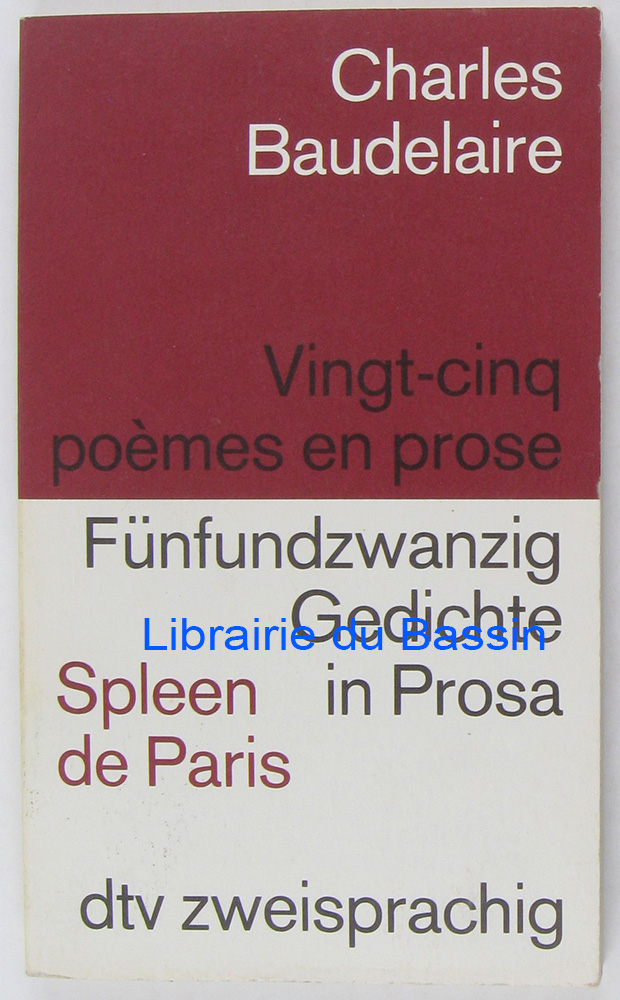 Charles
Baudelaire
Vingt-cinq
poèmes en prose
Fünfundzwanzig
Gedichte
Librairie du Bassin
Spleen in Prosa
de Paris
dtv zweisprachig